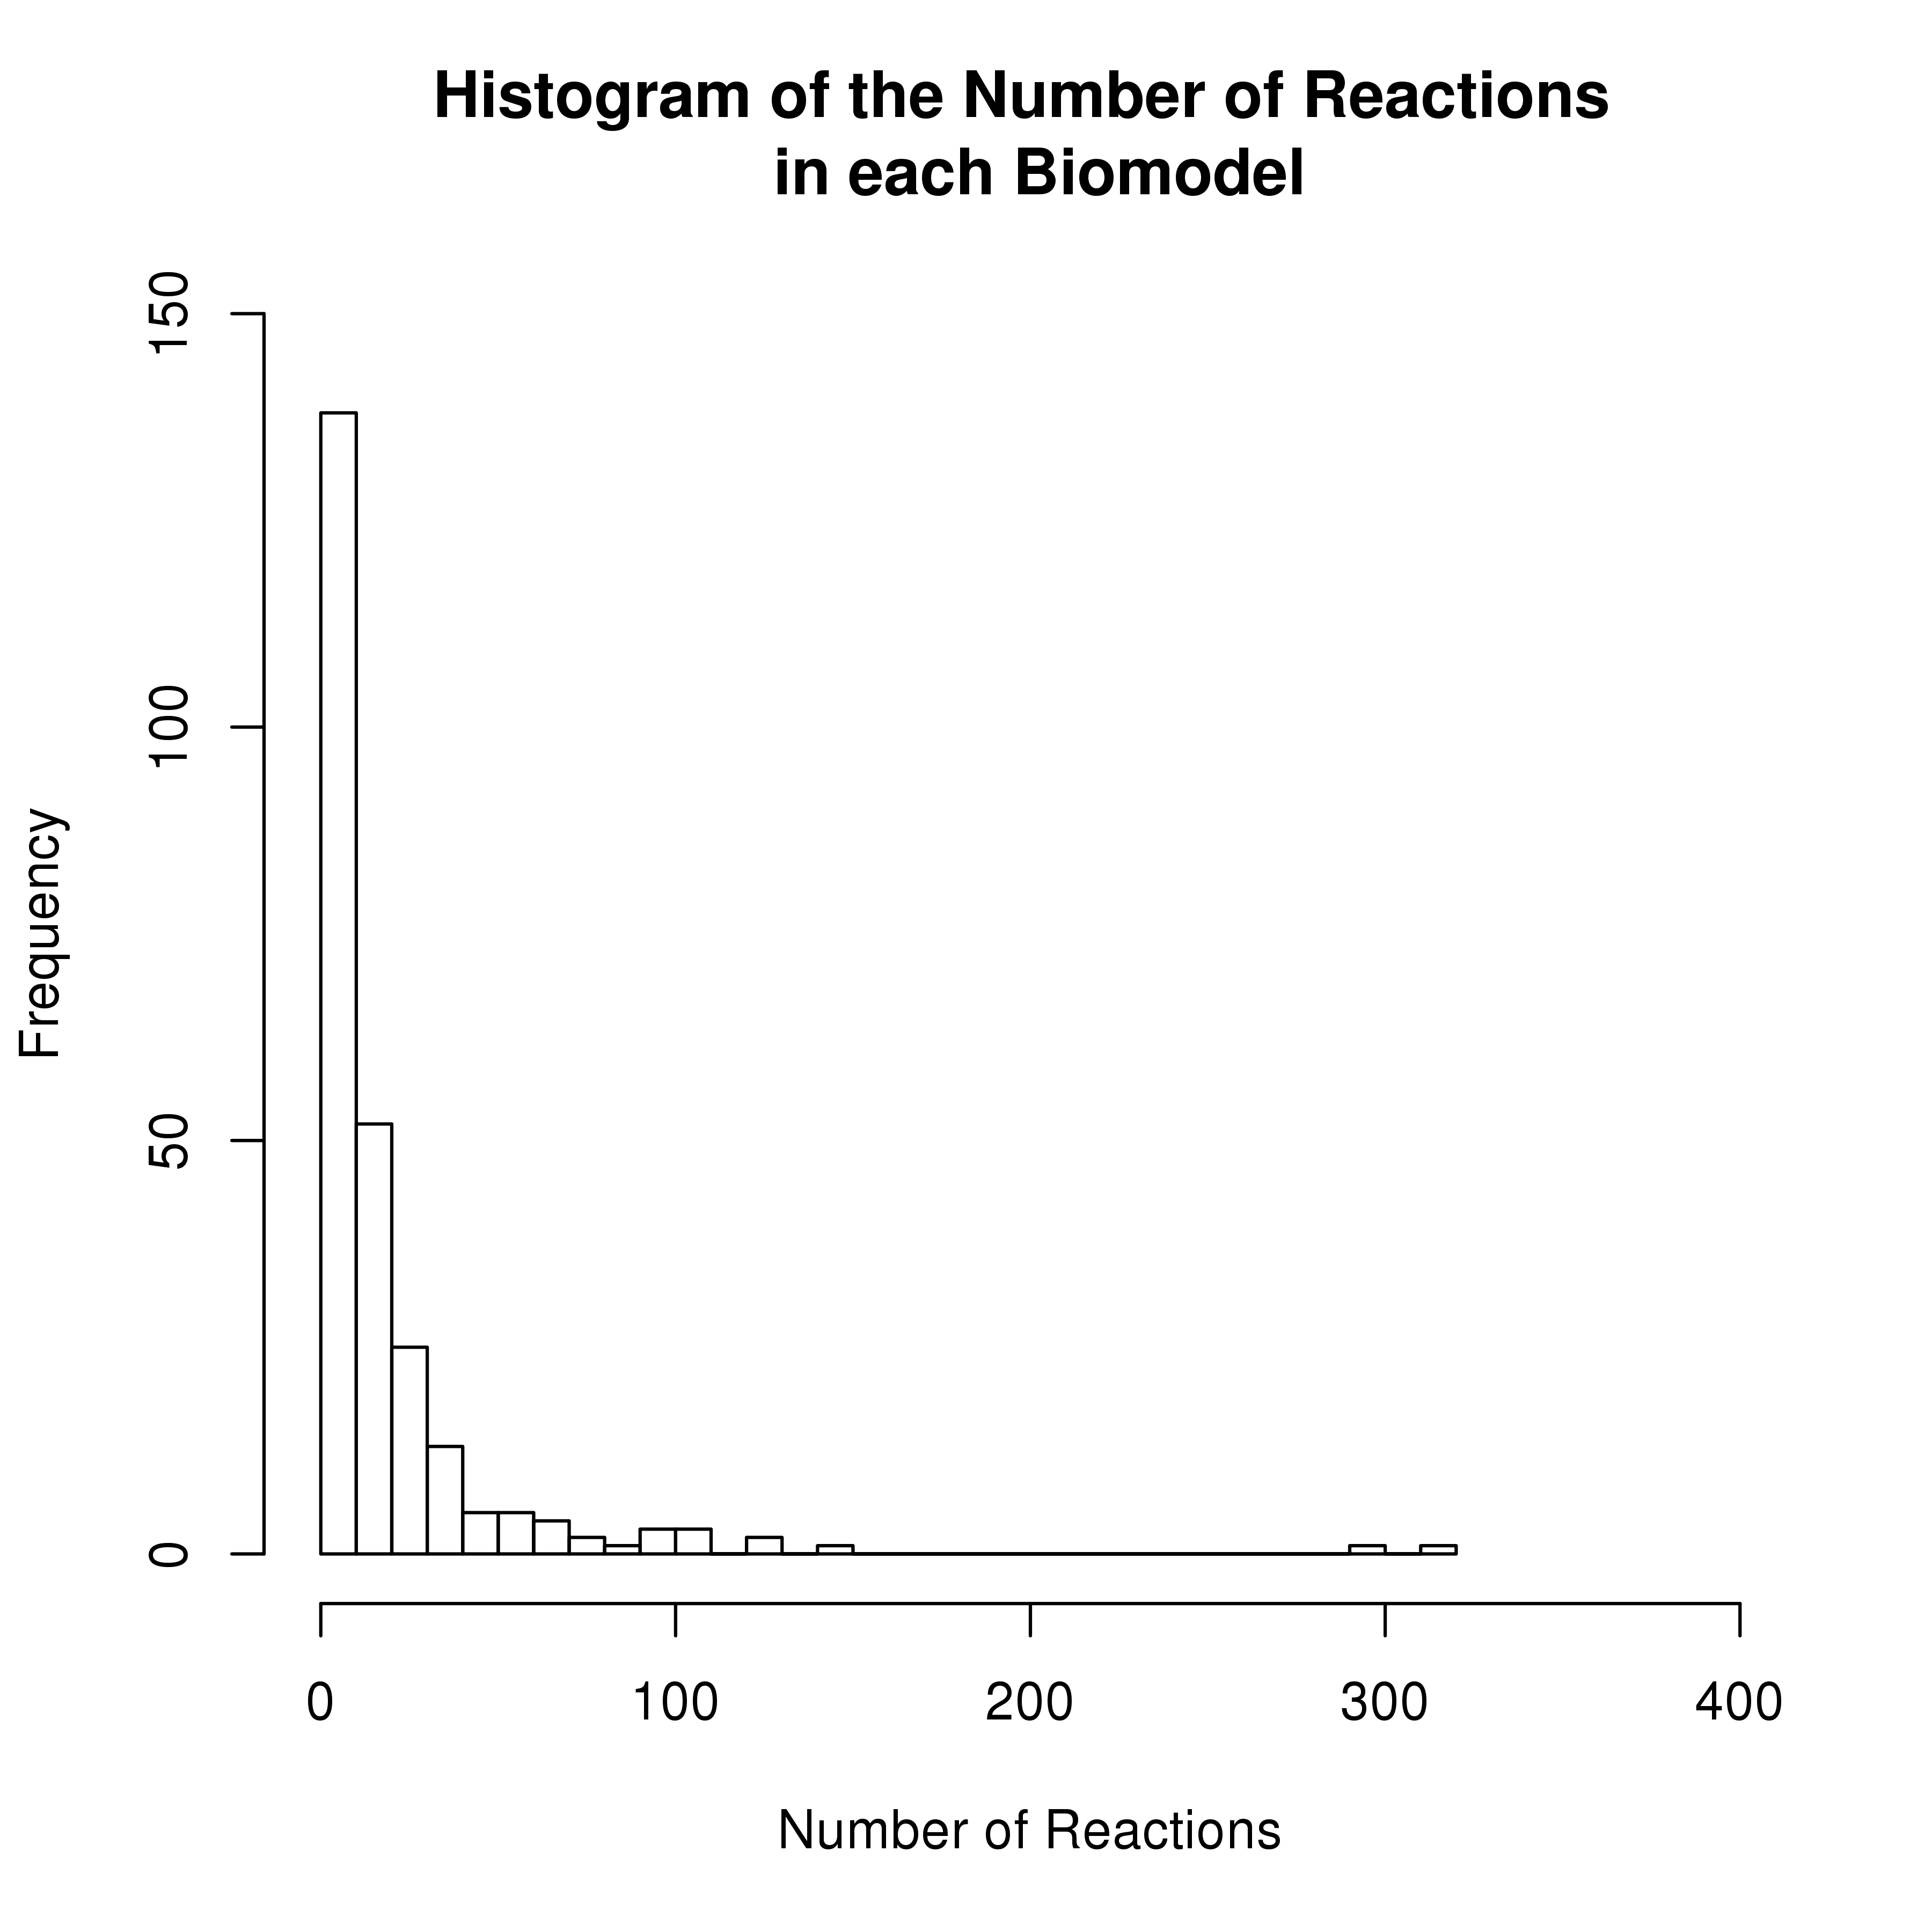 Histogram of the Number of Reactions
in each Biomodel
150
100
50
0
Frequency
0 100 200 300 400
Number of Reactions